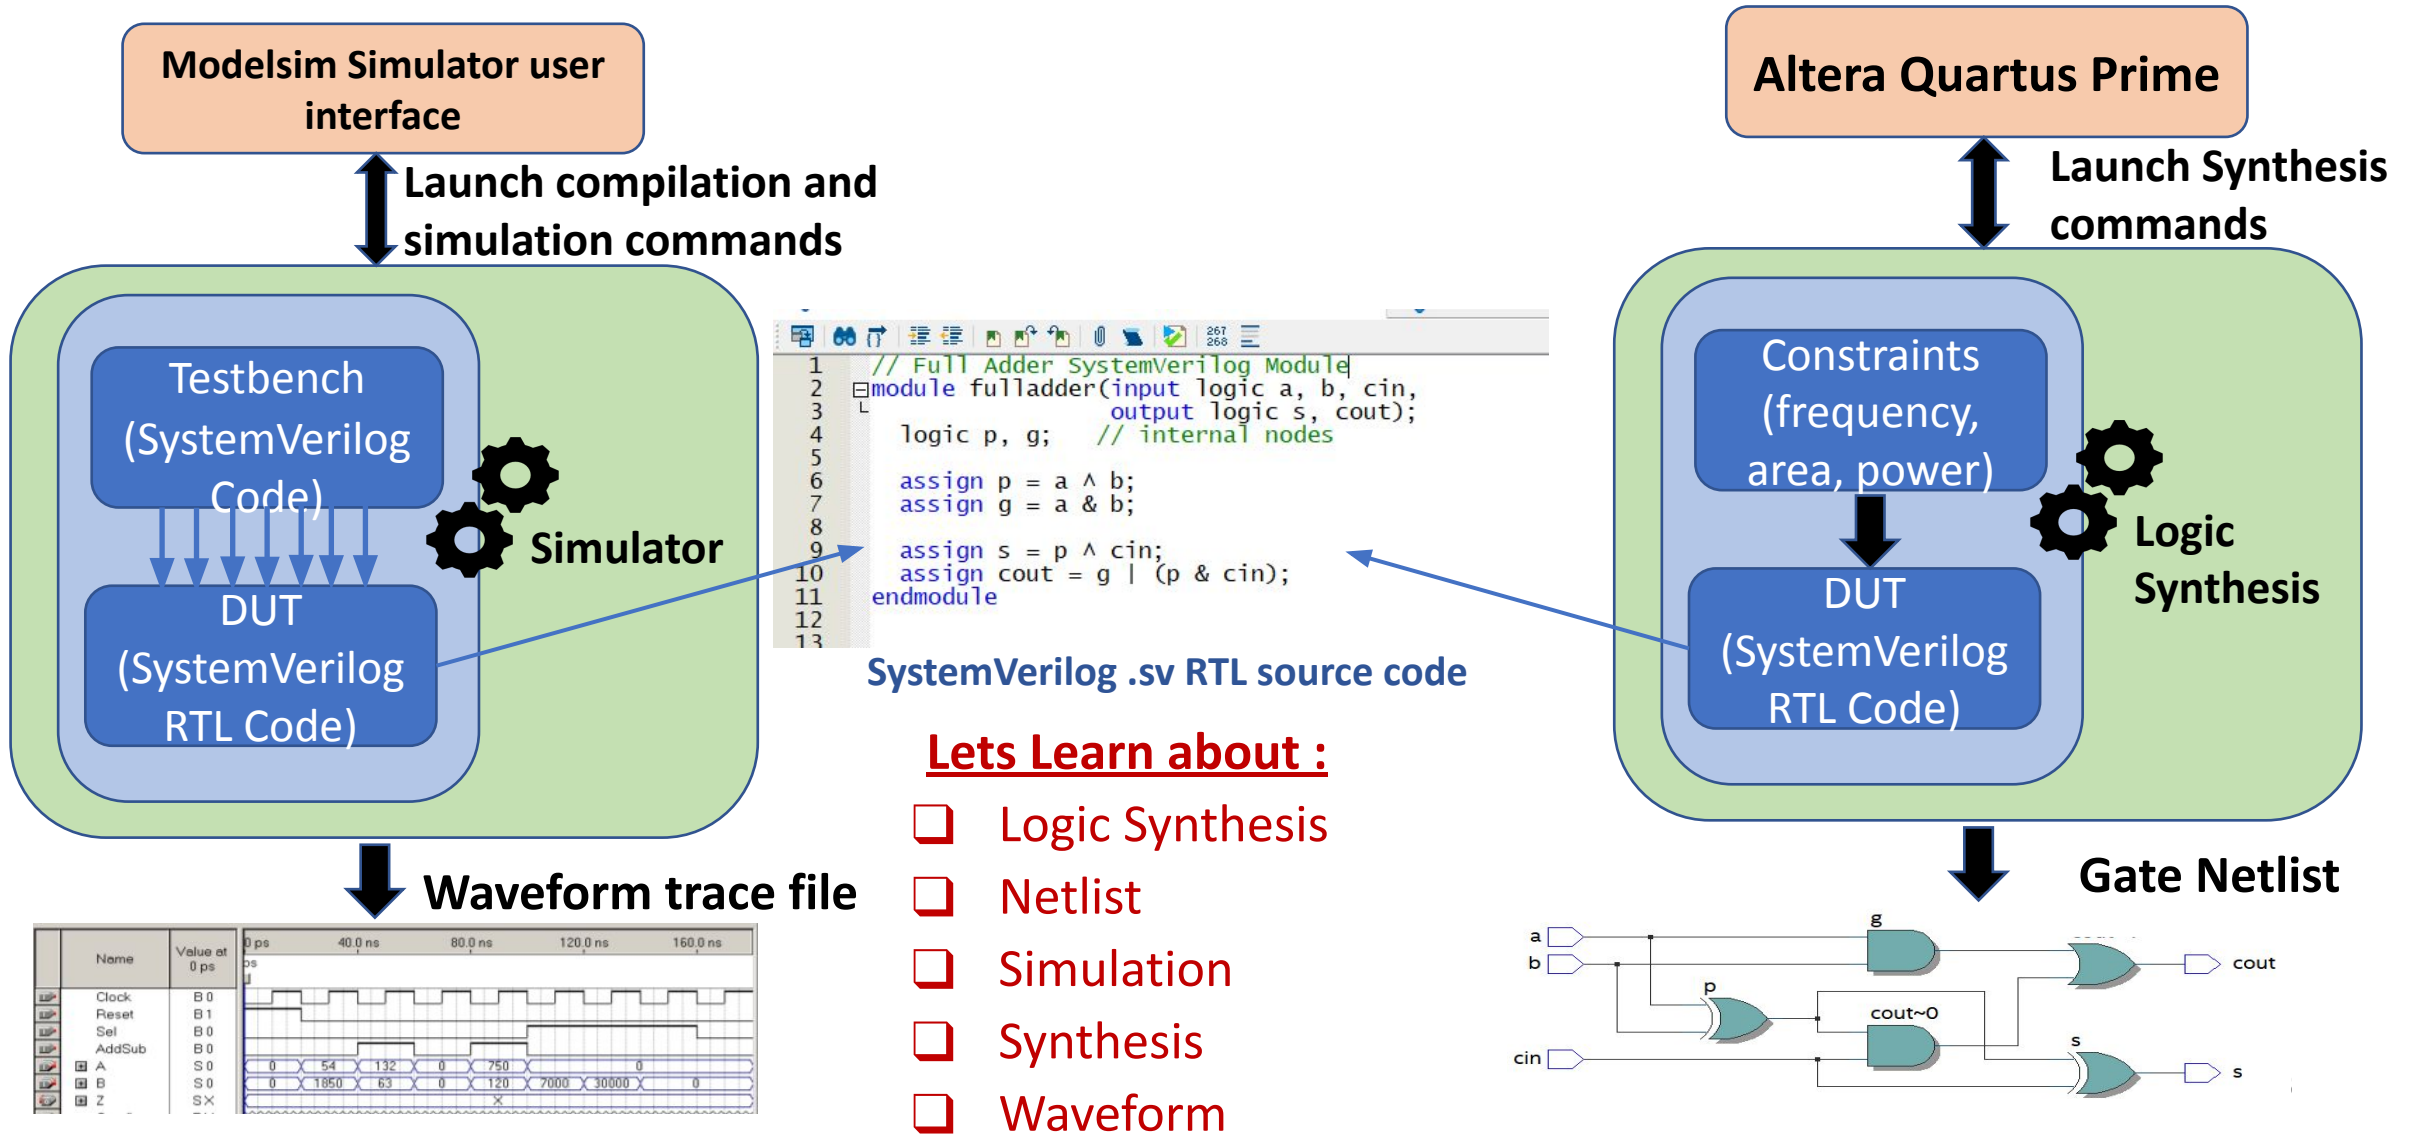 Modelsim Simulator user
interface
Launch compilation and
simulation commands
Testbench
(SystemVerilog
Code)
DUT
(SystemVerilog
RTL Code)
Simulator
Waveform trace file
Name
Value at
0 ps
0 ps
40.0 ns
80.0 ns
120.0 ns
160.0 ns
ps
Clock B 0
Reset B 1
Sel B 0
AddSub B 0
A S 0 0 54 132 0 750 0
B S 0 0 1850 63 0 120 7000 30000 0
Z S X X
267
268
1 // Full Adder SystemVerilog Module
2 module fulladder(input logic a, b, cin,
3 output logic s, cout);
4 logic p, g; // internal nodes
5
6 assign p = a ^ b;
7 assign g = a & b;
8
9 assign s = p ^ cin;
10 assign cout = g | (p & cin);
11 endmodule
12
13
SystemVerilog .sv RTL source code
Lets Learn about :
❑ Logic Synthesis
❑ Netlist
❑ Simulation
❑ Synthesis
❑ Waveform
Altera Quartus Prime
Launch Synthesis
commands
Constraints
(frequency,
area, power)
DUT
(SystemVerilog
RTL Code)
Logic
Synthesis
Gate Netlist
g
a
b
cout
p
cout~0
cin
s
s